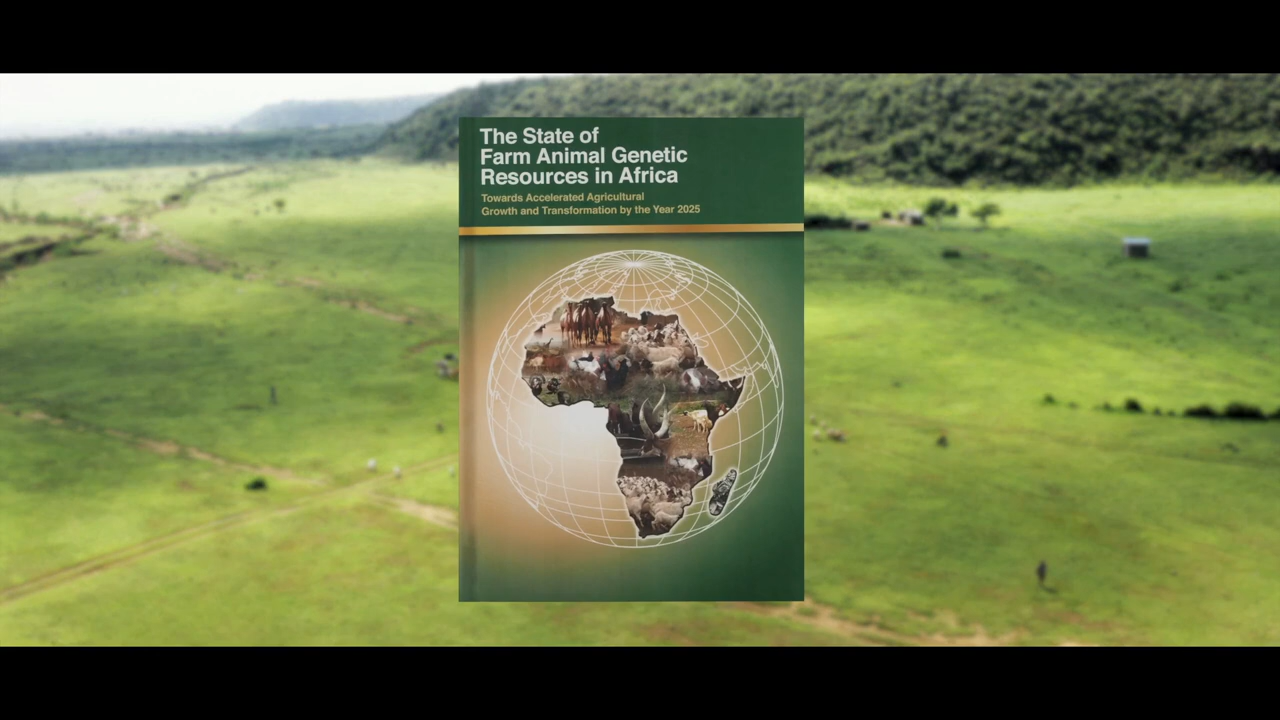 The State of
Farm Animal Genetic
Resources in Africa
Towards Accelerated Agricultural
Growth and Transformation by the Year 2025